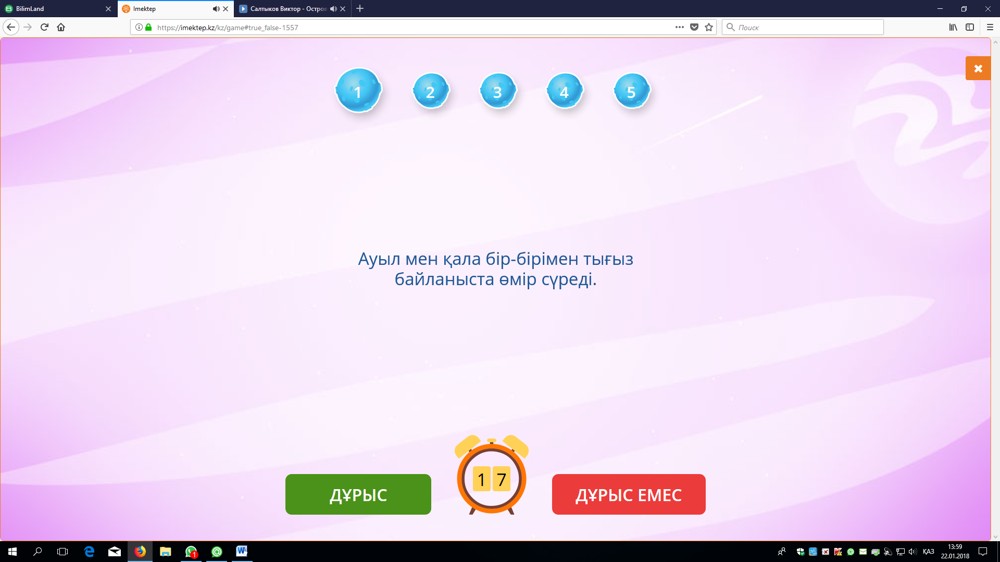 BilimLand
Imektep
Салтыков Виктор - Остров
https://imektep.kz/kz/game#true_false-1557
Поиск
1
2
3
4
5
Ауыл мен қала бір-бірімен тығыз
байланыста өмір сүреді.
1 7
ДҰРЫС
ДҰРЫС ЕМЕС
1
ҚАЗ
13:59
22.01.2018